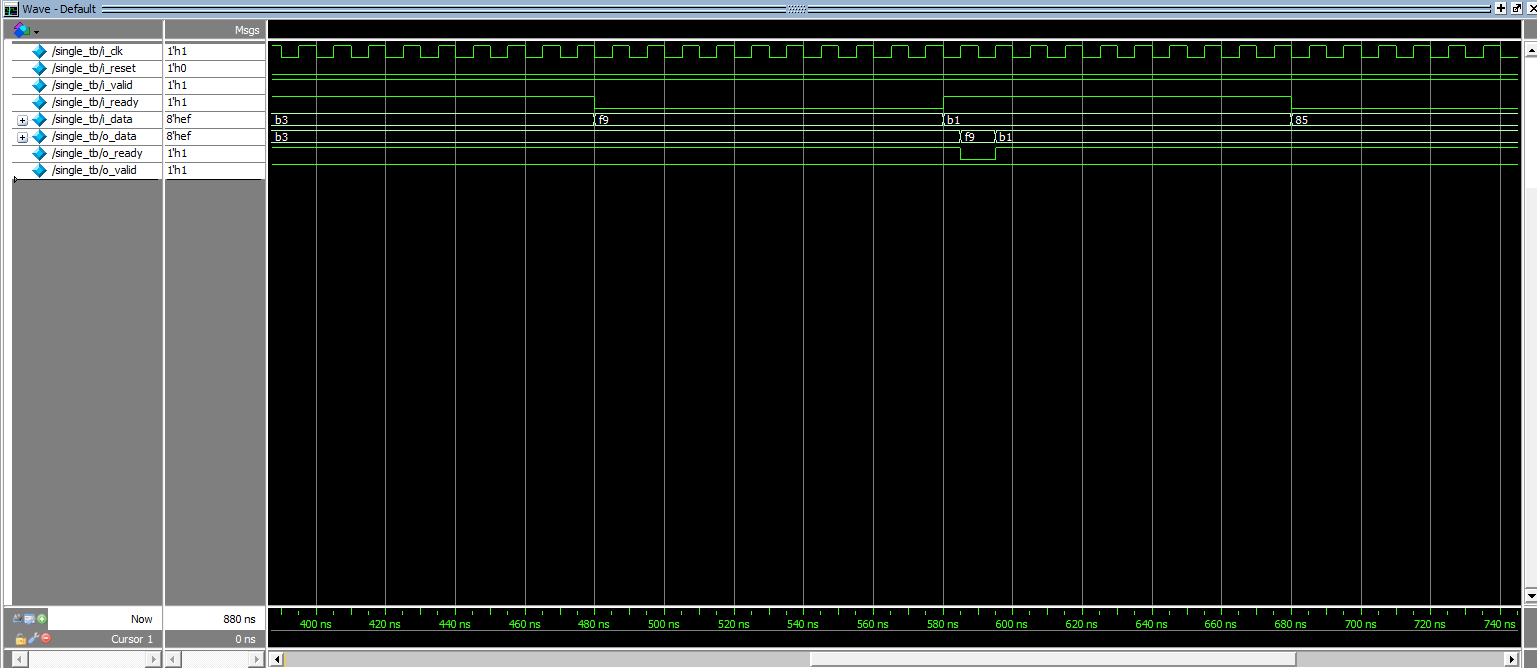 Wave - Default
Msgs
/single_tb/i_clk 1'h1
/single_tb/i_reset 1'h0
/single_tb/i_valid 1'h1
/single_tb/i_ready 1'h1
/single_tb/i_data 8'hef b3 f9 b1 85
/single_tb/o_data 8'hef b3 f9 b1
/single_tb/o_ready 1'h1
/single_tb/o_valid 1'h1
Now 880 ns 400 ns 420 ns 440 ns 460 ns 480 ns 500 ns 520 ns 540 ns 560 ns 580 ns 600 ns 620 ns 640 ns 660 ns 680 ns 700 ns 720 ns 740 ns
Cursor 1 0 ns